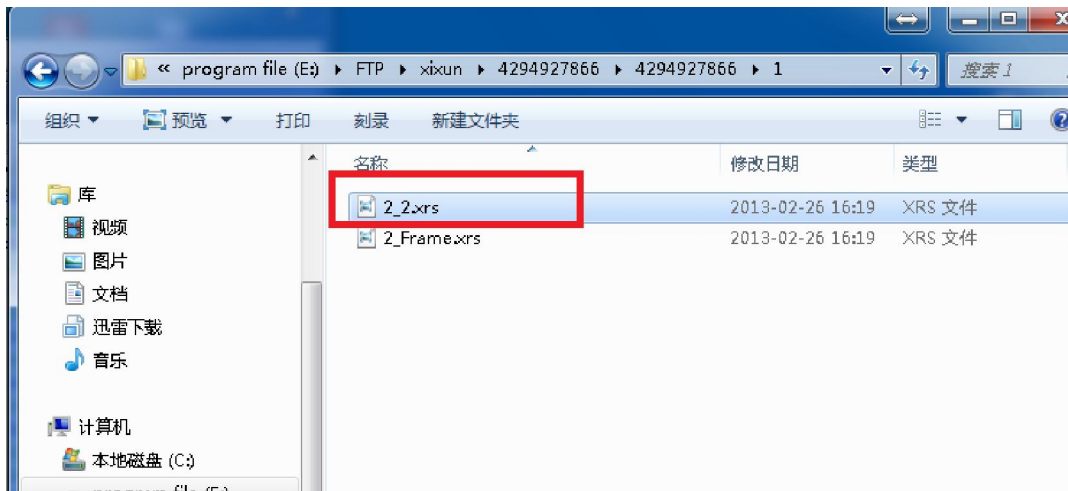 « program file (E:) ▸ FTP ▸ xixun ▸ 4294927866 ▸ 4294927866 ▸ 1
搜索 1
组织 预览 打印 刻录 新建文件夹
名称 修改日期 类型
库
2_2.xrs 2013-02-26 16:19 XRS 文件
视频
2_Frame.xrs 2013-02-26 16:19 XRS 文件
图片
文档
迅雷下载
音乐
计算机
本地磁盘 (C:)
program file (E:)